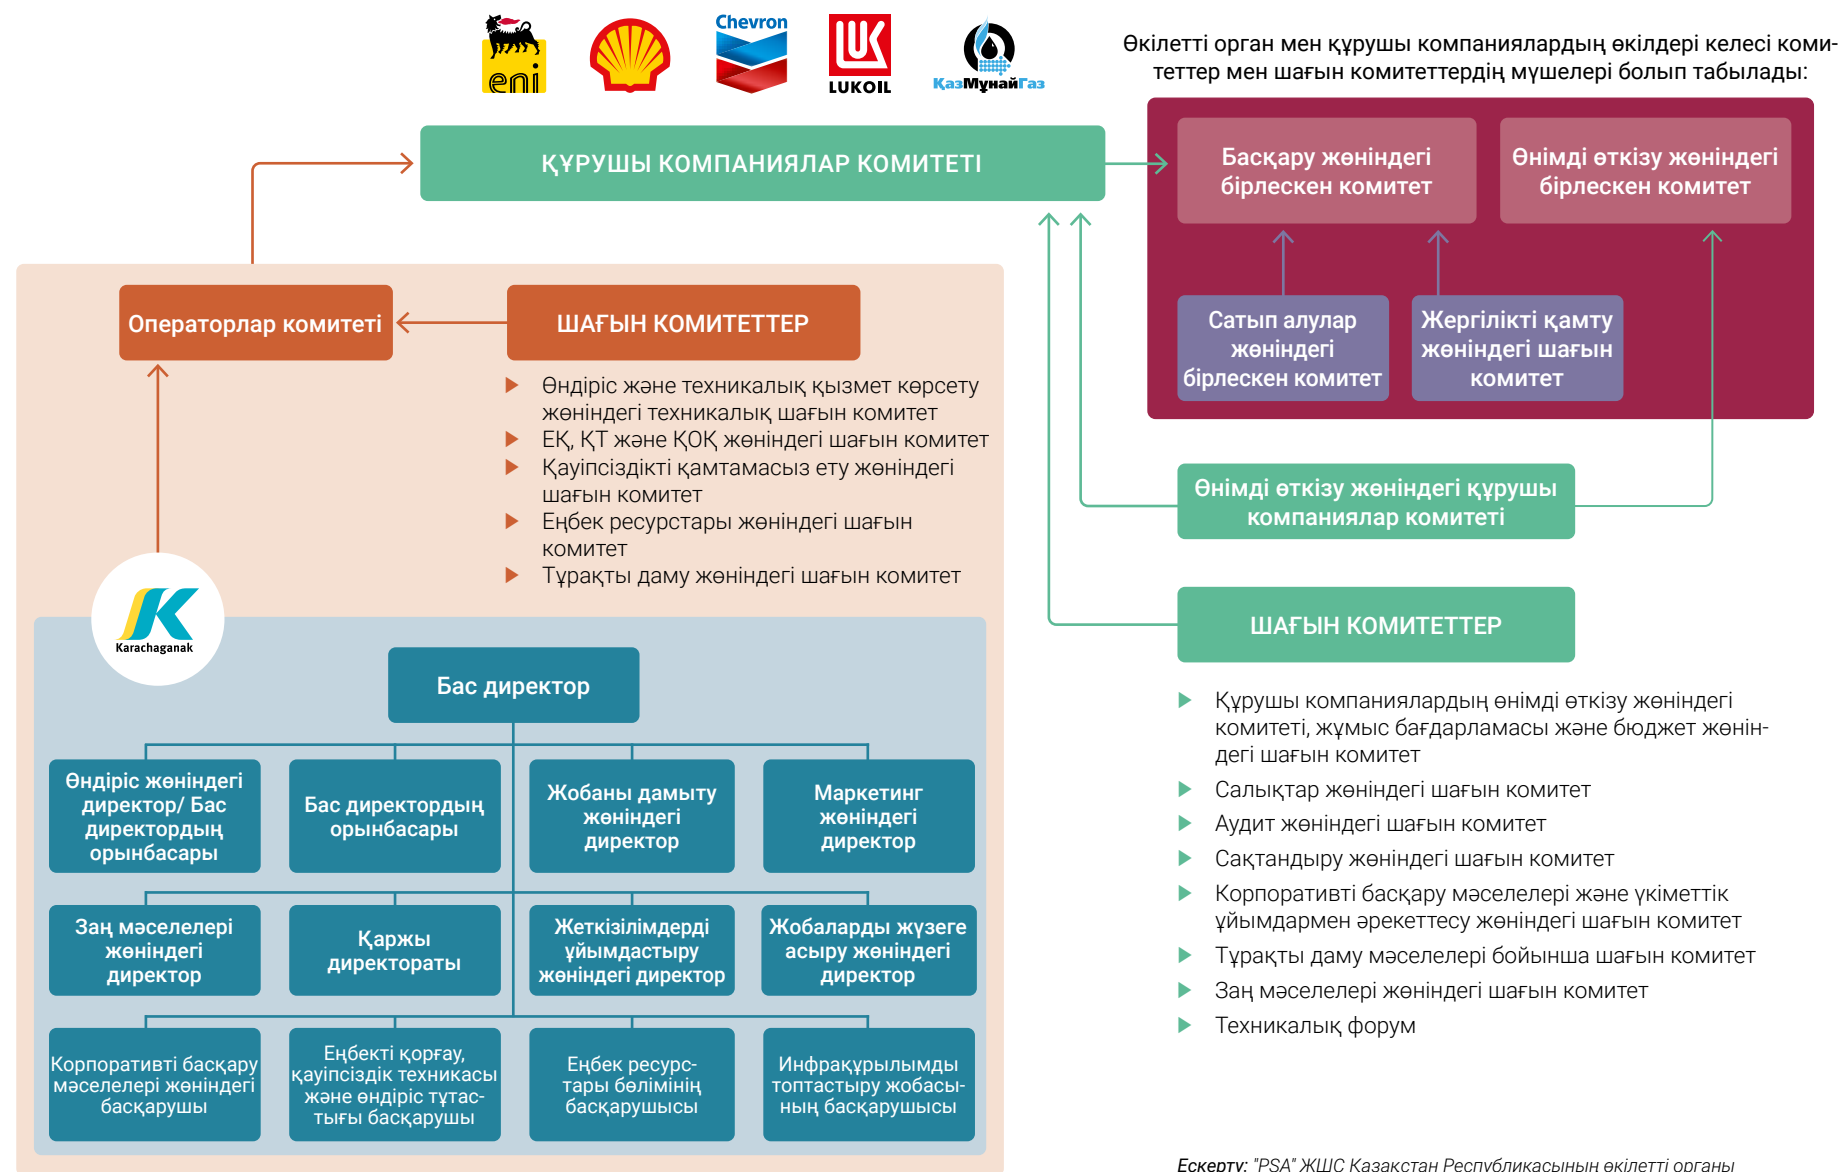 eni
Chevron
LUK
LUKOIL
ҚазМұнайГаз
Өкілетті орган мен құрушы компаниялардың өкілдері келесі коми-
теттер мен шағын комитеттердің мүшелері болып табылады:
ҚҰРУШЫ КОМПАНИЯЛАР КОМИТЕТІ
Басқару жөніндегі
бірлескен комитет
Өнімді өткізу жөніндегі
бірлескен комитет
Сатып алулар
жөніндегі
бірлескен комитет
Жергілікті қамту
жөніндегі шағын
комитет
Операторлар комитеті
ШАҒЫН КОМИТЕТТЕР
Өндіріс және техникалық қызмет көрсету
жөніндегі техникалық шағын комитет
ЕҚ, ҚТ және ҚОҚ жөніндегі шағын комитет
Қауіпсіздікті қамтамасыз ету жөніндегі
шағын комитет
Еңбек ресурстары жөніндегі шағын
комитет
Тұрақты даму жөніндегі шағын комитет
Karachaganak
Бас директор
Өндіріс жөніндегі
директор/ Бас
директордың
орынбасары
Бас директордың
орынбасары
Жобаны дамыту
жөніндегі
директор
Маркетинг
жөніндегі
директор
Заң мәселелері
жөніндегі
директор
Қаржы
директораты
Жеткізілімдерді
ұйымдастыру
жөніндегі директор
Жобаларды жүзеге
асыру жөніндегі
директор
Корпоративті басқару
мәселелері жөніндегі
басқарушы
Еңбекті қорғау,
қауіпсіздік техникасы
және өндіріс тұтас-
тығы басқарушы
Еңбек ресурс-
тары бөлімінің
басқарушысы
Инфрақұрылымды
топтастыру жобасы-
ның басқарушысы
Өнімді өткізу жөніндегі құрушы
компаниялар комитеті
ШАҒЫН КОМИТЕТТЕР
Құрушы компаниялардың өнімді өткізу жөніндегі
комитеті, жұмыс бағдарламасы және бюджет жөнін-
дегі шағын комитет
Салықтар жөніндегі шағын комитет
Аудит жөніндегі шағын комитет
Сақтандыру жөніндегі шағын комитет
Корпоративті басқару мәселелері және үкіметтік
ұйымдармен әрекеттесу жөніндегі шағын комитет
Тұрақты даму мәселелері бойынша шағын комитет
Заң мәселелері жөніндегі шағын комитет
Техникалық форум
Ескерту: "PSA" ЖШС Қазақстан Республикасының өкілетті органы